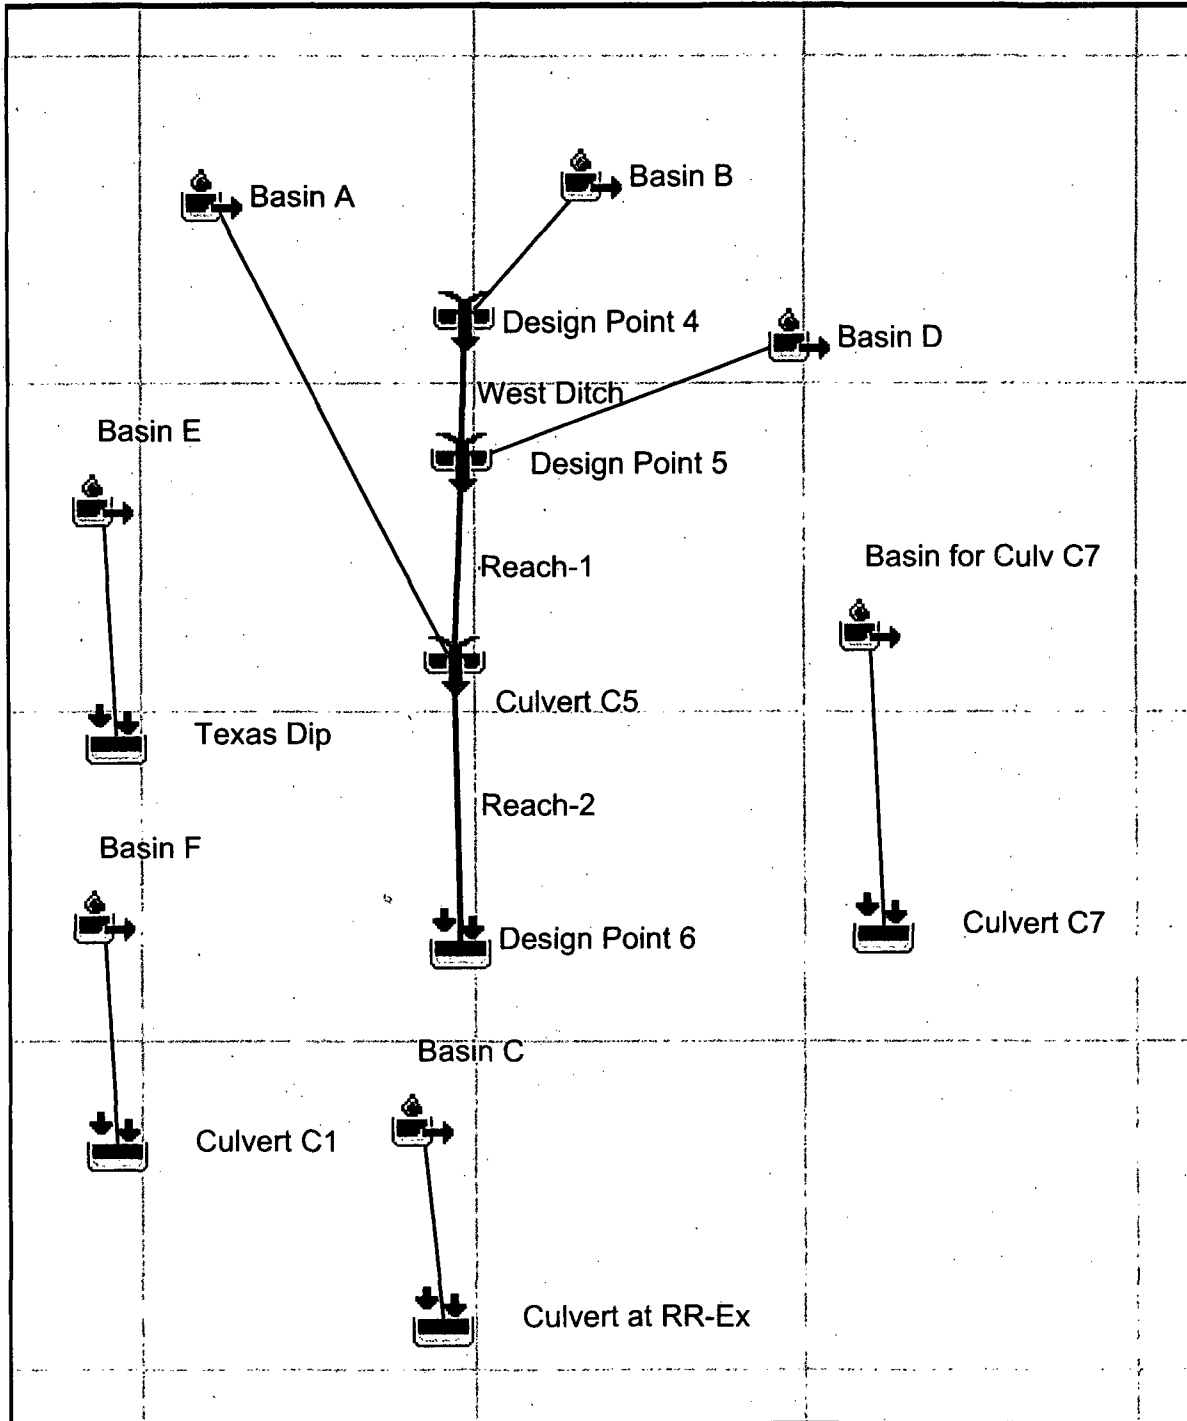 Basin A
Basin B
Design Point 4
Basin D
West Ditch
Basin E
Design Point 5
Basin for Culv C7
Reach-1
Culvert C5
Texas Dip
Reach-2
Basin F
Culvert C7
Design Point 6
Basin C
Culvert C1
Culvert at RR-Ex